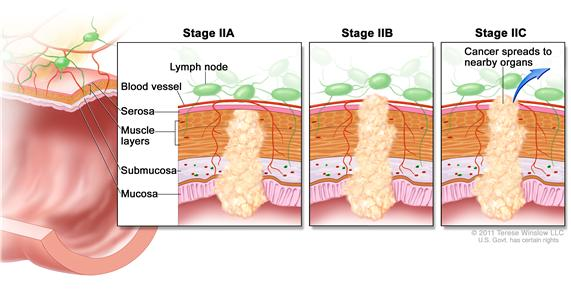 Stage IIA
Stage IIB
Stage IIC
Lymph node
Cancer spreads to
nearby organs
Blood vessel
Serosa
Muscle
layers
Submucosa
Mucosa
© 2011 Terese Winslow LLC
U.S. Govt. has certain rights